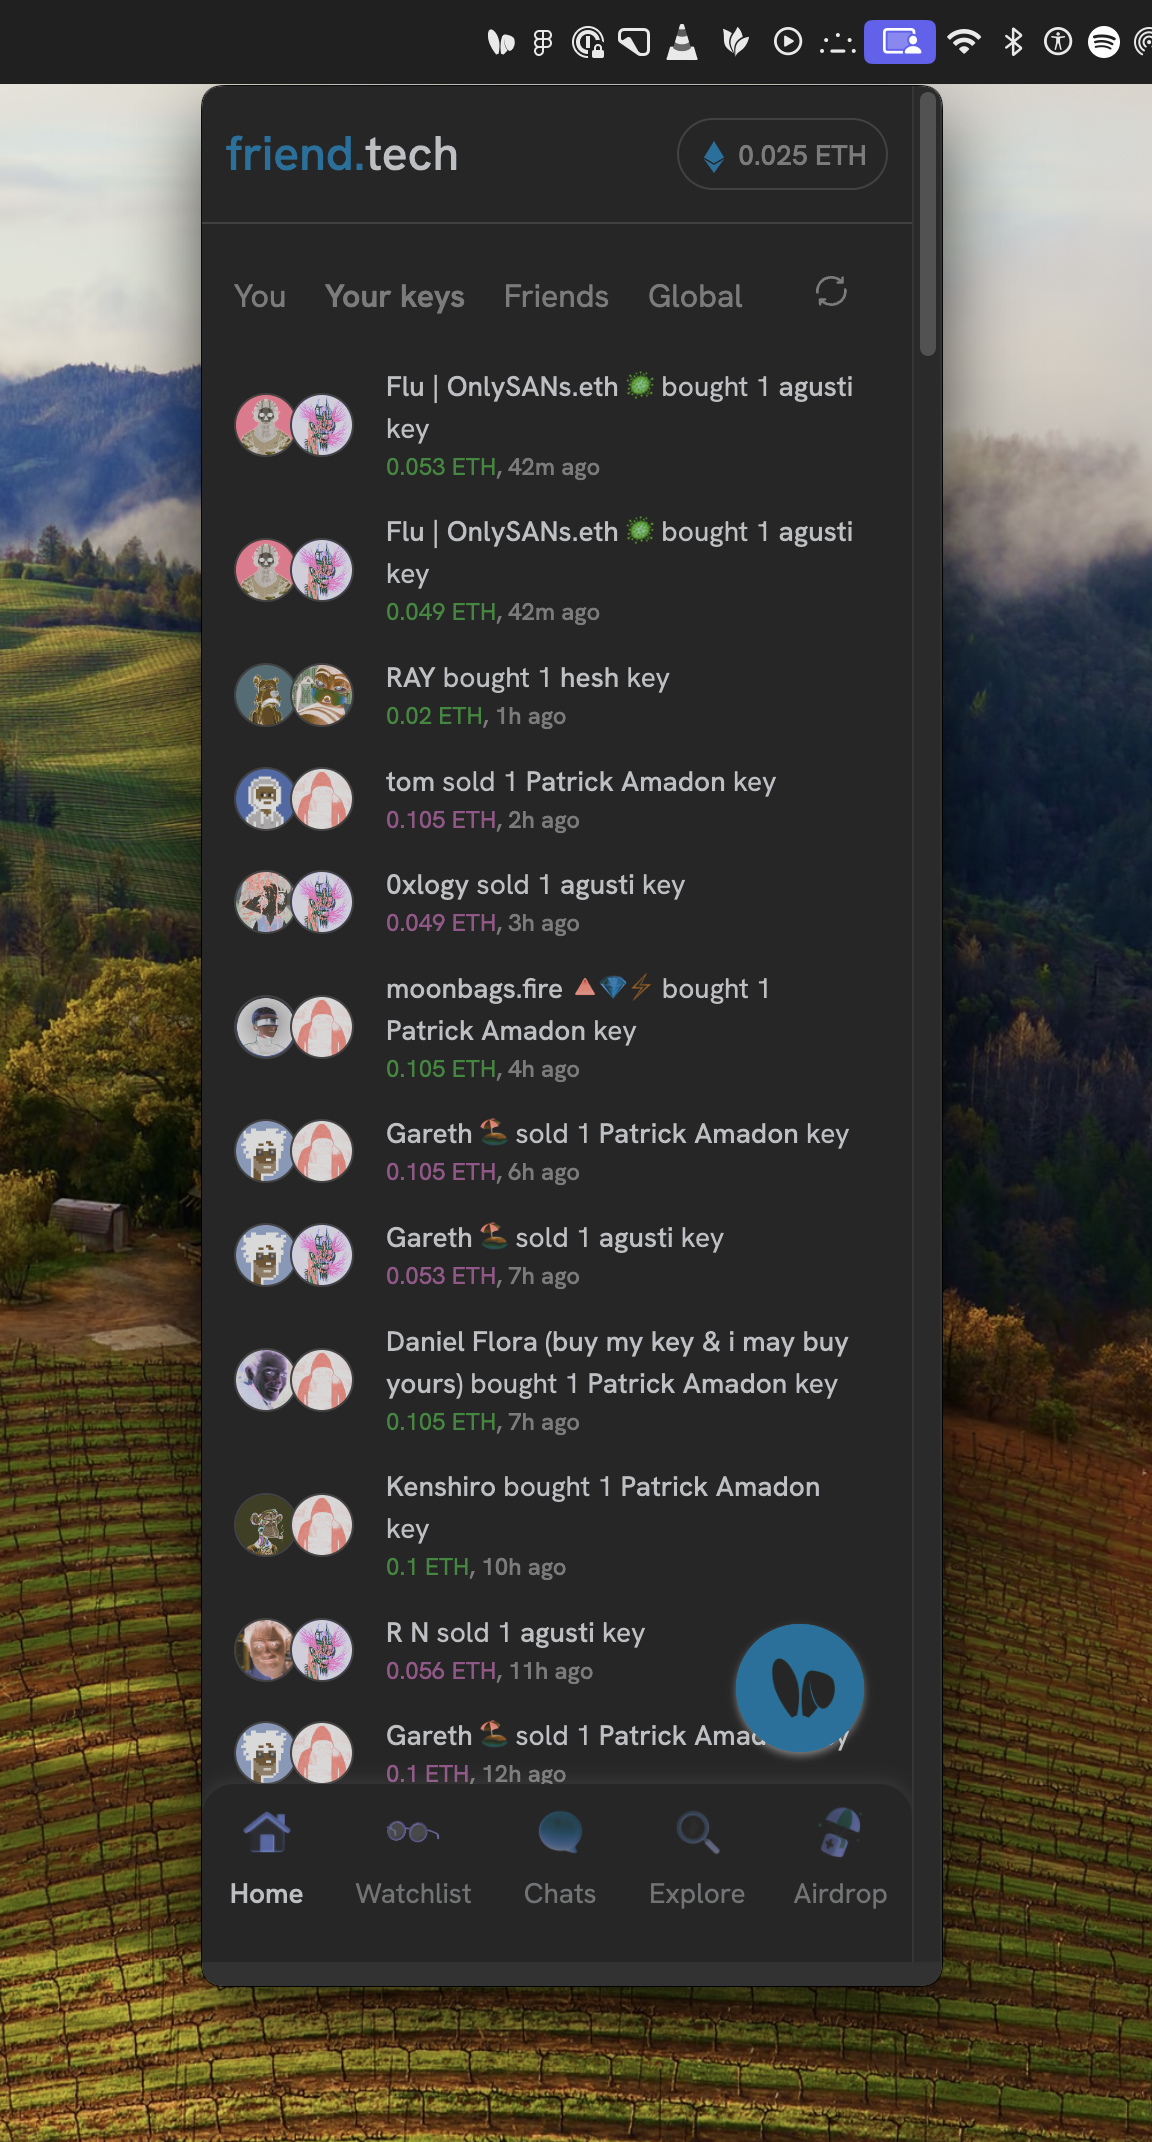 friend.tech
0.025 ETH
You Your keys Friends Global
Flu | OnlySANs.eth 🦠 bought 1 agusti
key
0.053 ETH, 42m ago
Flu | OnlySANs.eth 🦠 bought 1 agusti
key
0.049 ETH, 42m ago
RAY bought 1 hesh key
0.02 ETH, 1h ago
tom sold 1 Patrick Amadon key
0.105 ETH, 2h ago
0xlogy sold 1 agusti key
0.049 ETH, 3h ago
moonbags.fire 🔺💎⚡ bought 1
Patrick Amadon key
0.105 ETH, 4h ago
Gareth 🏖️ sold 1 Patrick Amadon key
0.105 ETH, 6h ago
Gareth 🏖️ sold 1 agusti key
0.053 ETH, 7h ago
Daniel Flora (buy my key & i may buy
yours) bought 1 Patrick Amadon key
0.105 ETH, 7h ago
Kenshiro bought 1 Patrick Amadon
key
0.1 ETH, 10h ago
R N sold 1 agusti key
0.056 ETH, 11h ago
Gareth 🏖️ sold 1 Patrick
0.1 ETH, 12h ago
Home Watchlist Chats Explore Airdrop